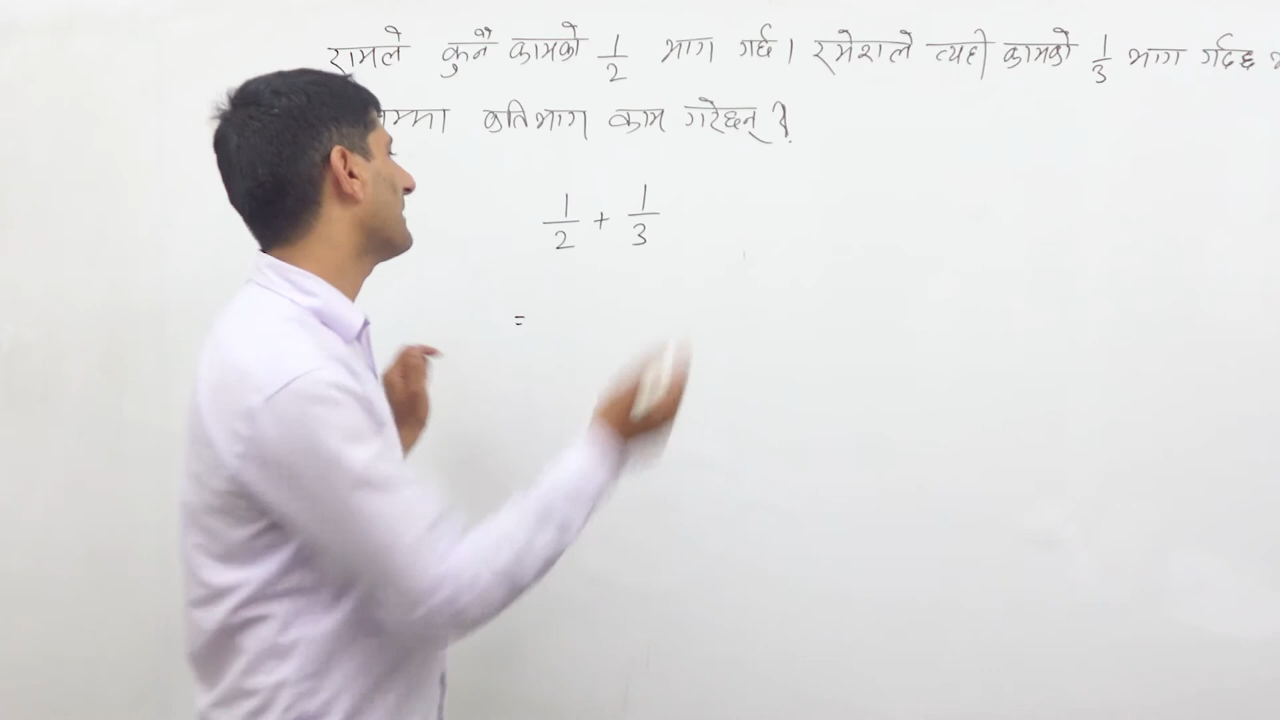 रामले कुनै कामको 1/2 भाग गर्छ। रमेशले त्यही कामको 1/3 भाग गर्दछ
कतिभाग काम गरेछन्?
1/2 + 1/3
=